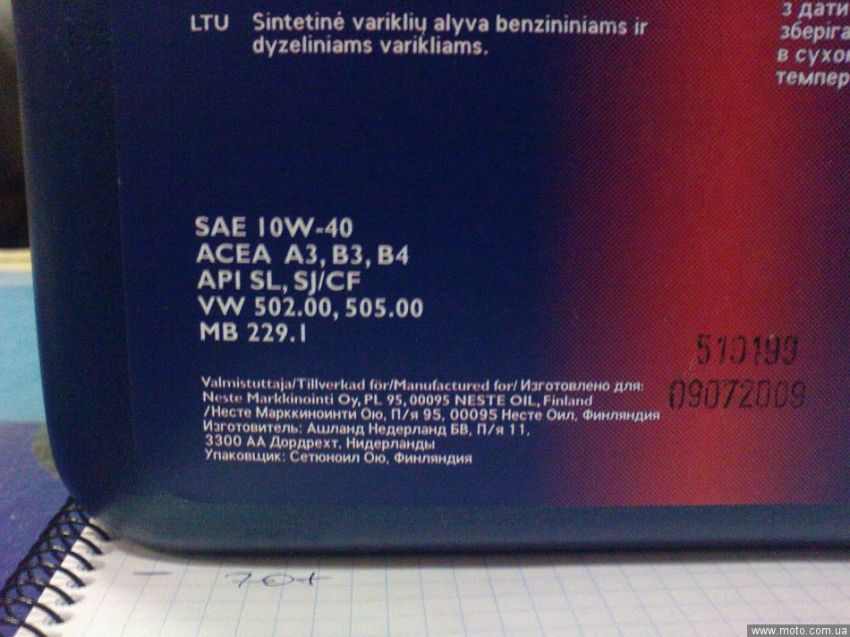 LTU Sintetinė variklių alyva benzininiams ir
dyzeliniams varikliams.
з дати
зберіга
в сухо
темпер
SAE 10W-40
ACEA A3, B3, B4
API SL, SJ/CF
VW 502.00, 505.00
MB 229.1
510199
09072009
Valmistuttaja/Tillverkad för/Manufactured for/ Изготовлено для:
Neste Markkinointi Oy, PL 95, 00095 NESTE OIL, Finland
/Несте Маркkиноинти Ою, П/я 95, 00095 Несте Оил, Финляндия
Изготовитель: Ашланд Недерланд БВ, П/я 11,
3300 АА Дордрехт, Нидерланды
Упаковщик: Сетюноил Ою, Финляндия
www.moto.com.ua